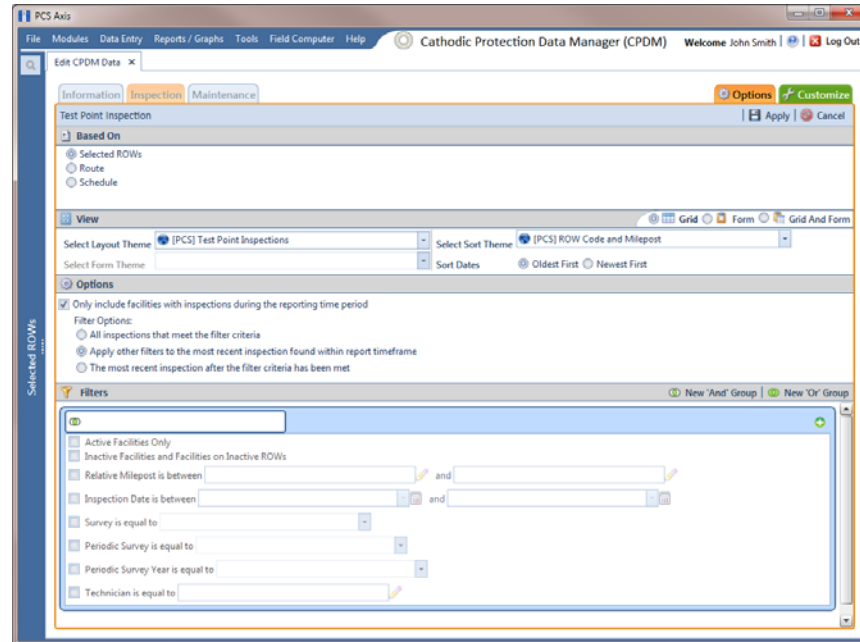 PCS Axis
File Modules Data Entry Reports / Graphs Tools Field Computer Help Cathodic Protection Data Manager (CPDM) Welcome John Smith Log Out
Edit CPDM Data
Information Inspection Maintenance Options Customize
Test Point Inspection Apply Cancel
Based On
Selected ROWs
Route
Schedule
View Grid Form Grid And Form
Select Layout Theme [PCS] Test Point Inspections Select Sort Theme [PCS] ROW Code and Milepost
Select Form Theme Sort Dates Oldest First Newest First
Options
Only include facilities with inspections during the reporting time period
Filter Options:
All inspections that meet the filter criteria
Apply other filters to the most recent inspection found within report timeframe
The most recent inspection after the filter criteria has been met
Selected ROWs
Filters New 'And' Group New 'Or' Group
Active Facilities Only
Inactive Facilities and Facilities on Inactive ROWs
Relative Milepost is between and
Inspection Date is between and
Survey is equal to
Periodic Survey is equal to
Periodic Survey Year is equal to
Technician is equal to